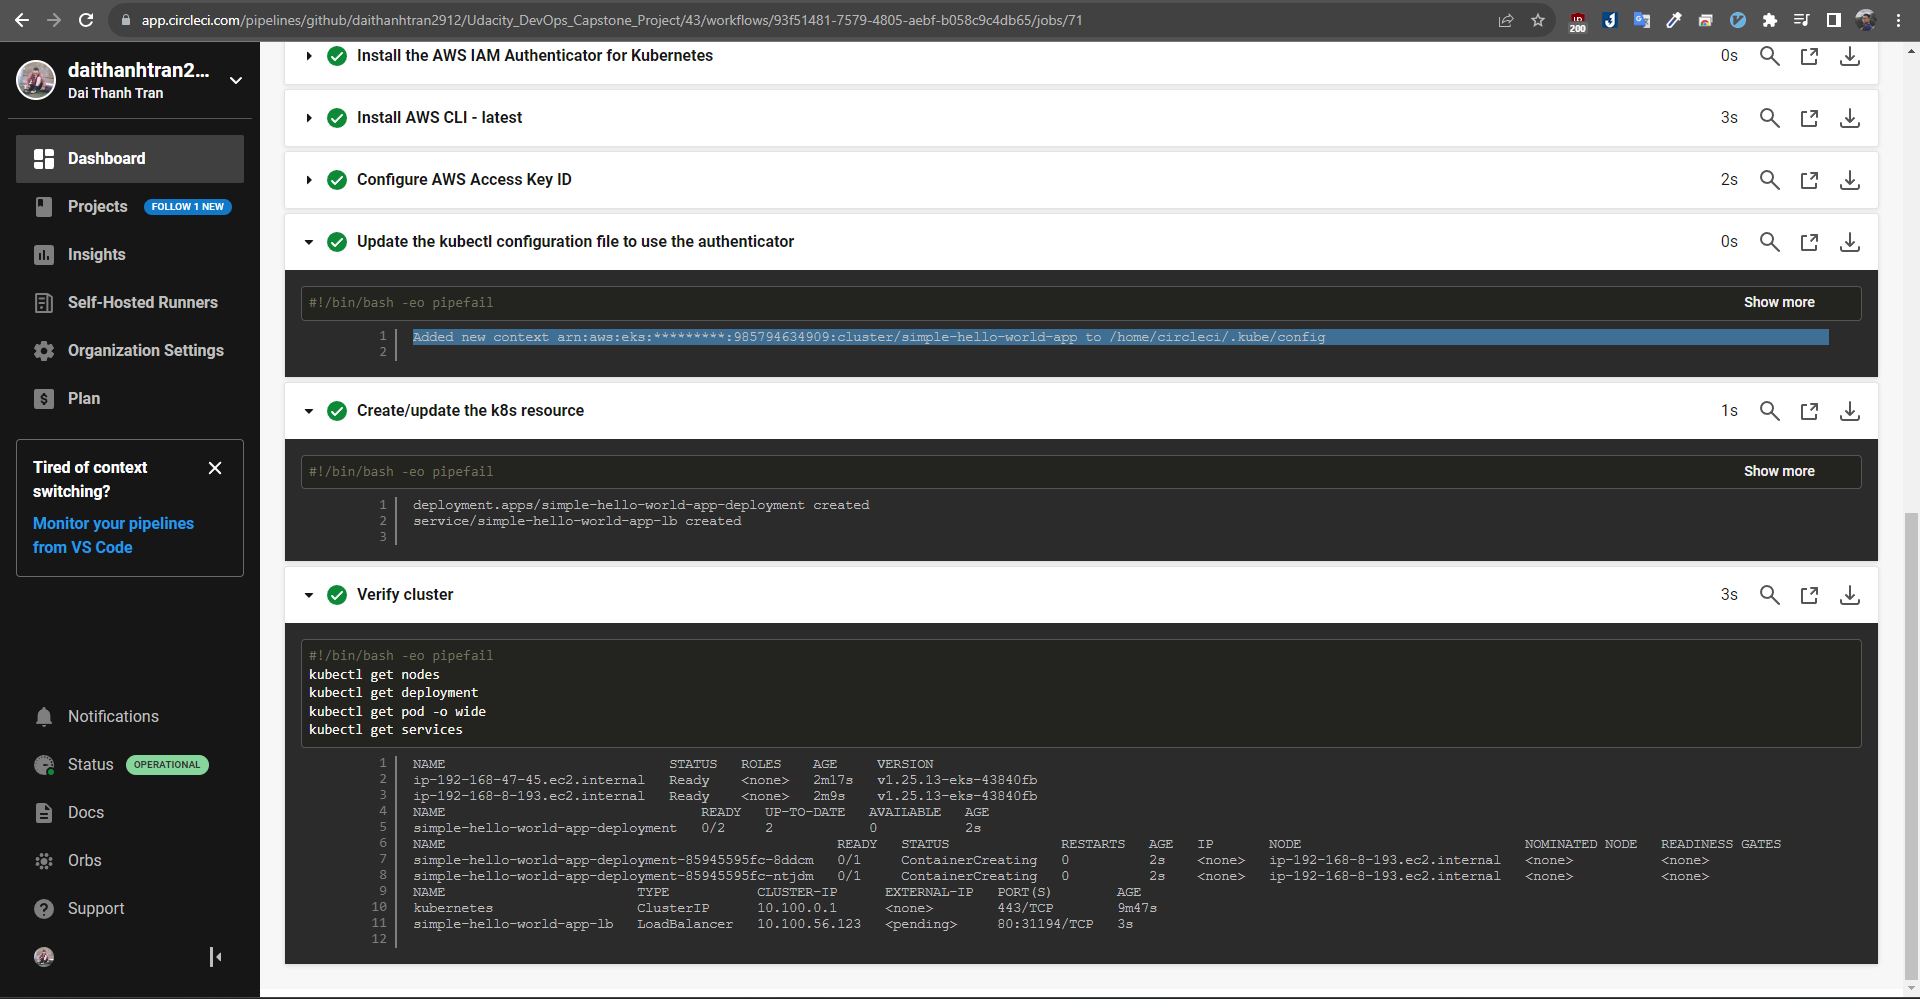 app.circleci.com/pipelines/github/daithanhtran2912/Udacity_DevOps_Capstone_Project/43/workflows/93f51481-7579-4805-aebf-b058c9c4db65/jobs/71
200
daithanhtran2...
Dai Thanh Tran
Dashboard
Projects FOLLOW 1 NEW
Insights
Self-Hosted Runners
Organization Settings
Plan
Tired of context
switching?
Monitor your pipelines
from VS Code
Notifications
Status OPERATIONAL
Docs
Orbs
Support
Install the AWS IAM Authenticator for Kubernetes 0s
Install AWS CLI - latest 3s
Configure AWS Access Key ID 2s
Update the kubectl configuration file to use the authenticator 0s
#!/bin/bash -eo pipefail Show more
1 Added new context arn:aws:eks:*********:985794634909:cluster/simple-hello-world-app to /home/circleci/.kube/config
2
Create/update the k8s resource 1s
#!/bin/bash -eo pipefail Show more
1 deployment.apps/simple-hello-world-app-deployment created
2 service/simple-hello-world-app-lb created
3
Verify cluster 3s
#!/bin/bash -eo pipefail
kubectl get nodes
kubectl get deployment
kubectl get pod -o wide
kubectl get services
1 NAME STATUS ROLES AGE VERSION
2 ip-192-168-47-45.ec2.internal Ready <none> 2m17s v1.25.13-eks-43840fb
3 ip-192-168-8-193.ec2.internal Ready <none> 2m9s v1.25.13-eks-43840fb
4 NAME READY UP-TO-DATE AVAILABLE AGE
5 simple-hello-world-app-deployment 0/2 2 0 2s
6 NAME READY STATUS RESTARTS AGE IP NODE NOMINATED NODE READINESS GATES
7 simple-hello-world-app-deployment-85945595fc-8ddcm 0/1 ContainerCreating 0 2s <none> ip-192-168-8-193.ec2.internal <none> <none>
8 simple-hello-world-app-deployment-85945595fc-ntjdm 0/1 ContainerCreating 0 2s <none> ip-192-168-8-193.ec2.internal <none> <none>
9 NAME TYPE CLUSTER-IP EXTERNAL-IP PORT(S) AGE
10 kubernetes ClusterIP 10.100.0.1 <none> 443/TCP 9m47s
11 simple-hello-world-app-lb LoadBalancer 10.100.56.123 <pending> 80:31194/TCP 3s
12